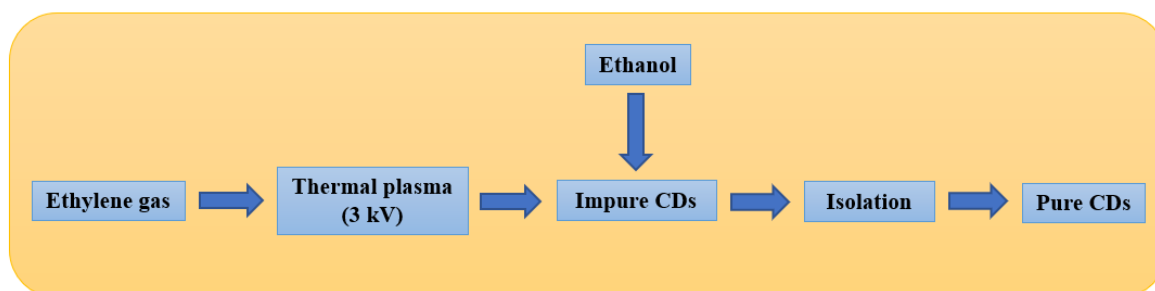 Ethanol
Ethylene gas
Thermal plasma
(3 kV)
Impure CDs
Isolation
Pure CDs